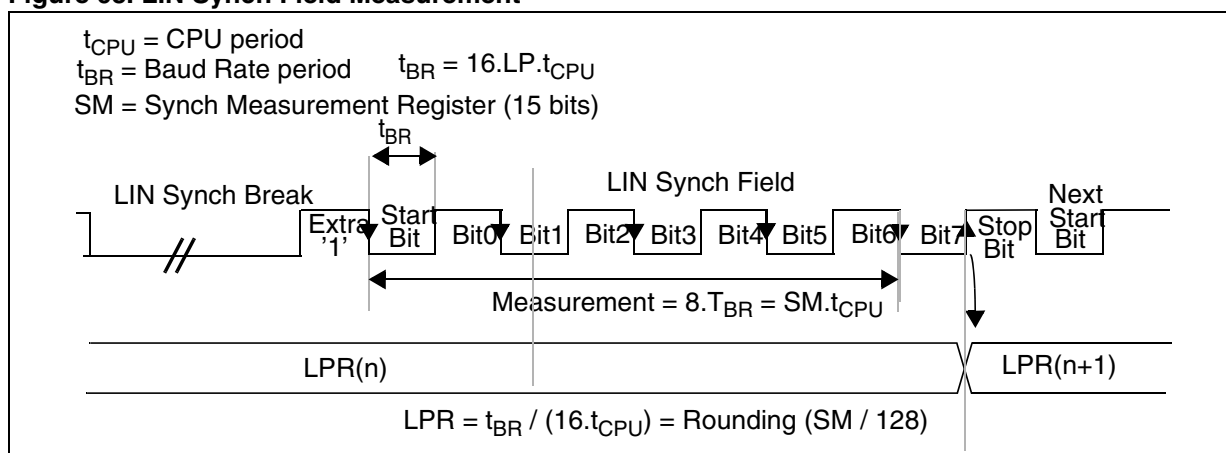 Figure 68. LIN Synch Field Measurement
tCPU = CPU period
tBR = Baud Rate period tBR = 16.LP.tCPU
SM = Synch Measurement Register (15 bits)
tBR
LIN Synch Break
LIN Synch Field
Extra '1'
Start Bit
Bit0
Bit1
Bit2
Bit3
Bit4
Bit5
Bit6
Bit7
Stop Bit
Next Start Bit
Measurement = 8.TBR = SM.tCPU
LPR(n)
LPR(n+1)
LPR = tBR / (16.tCPU) = Rounding (SM / 128)